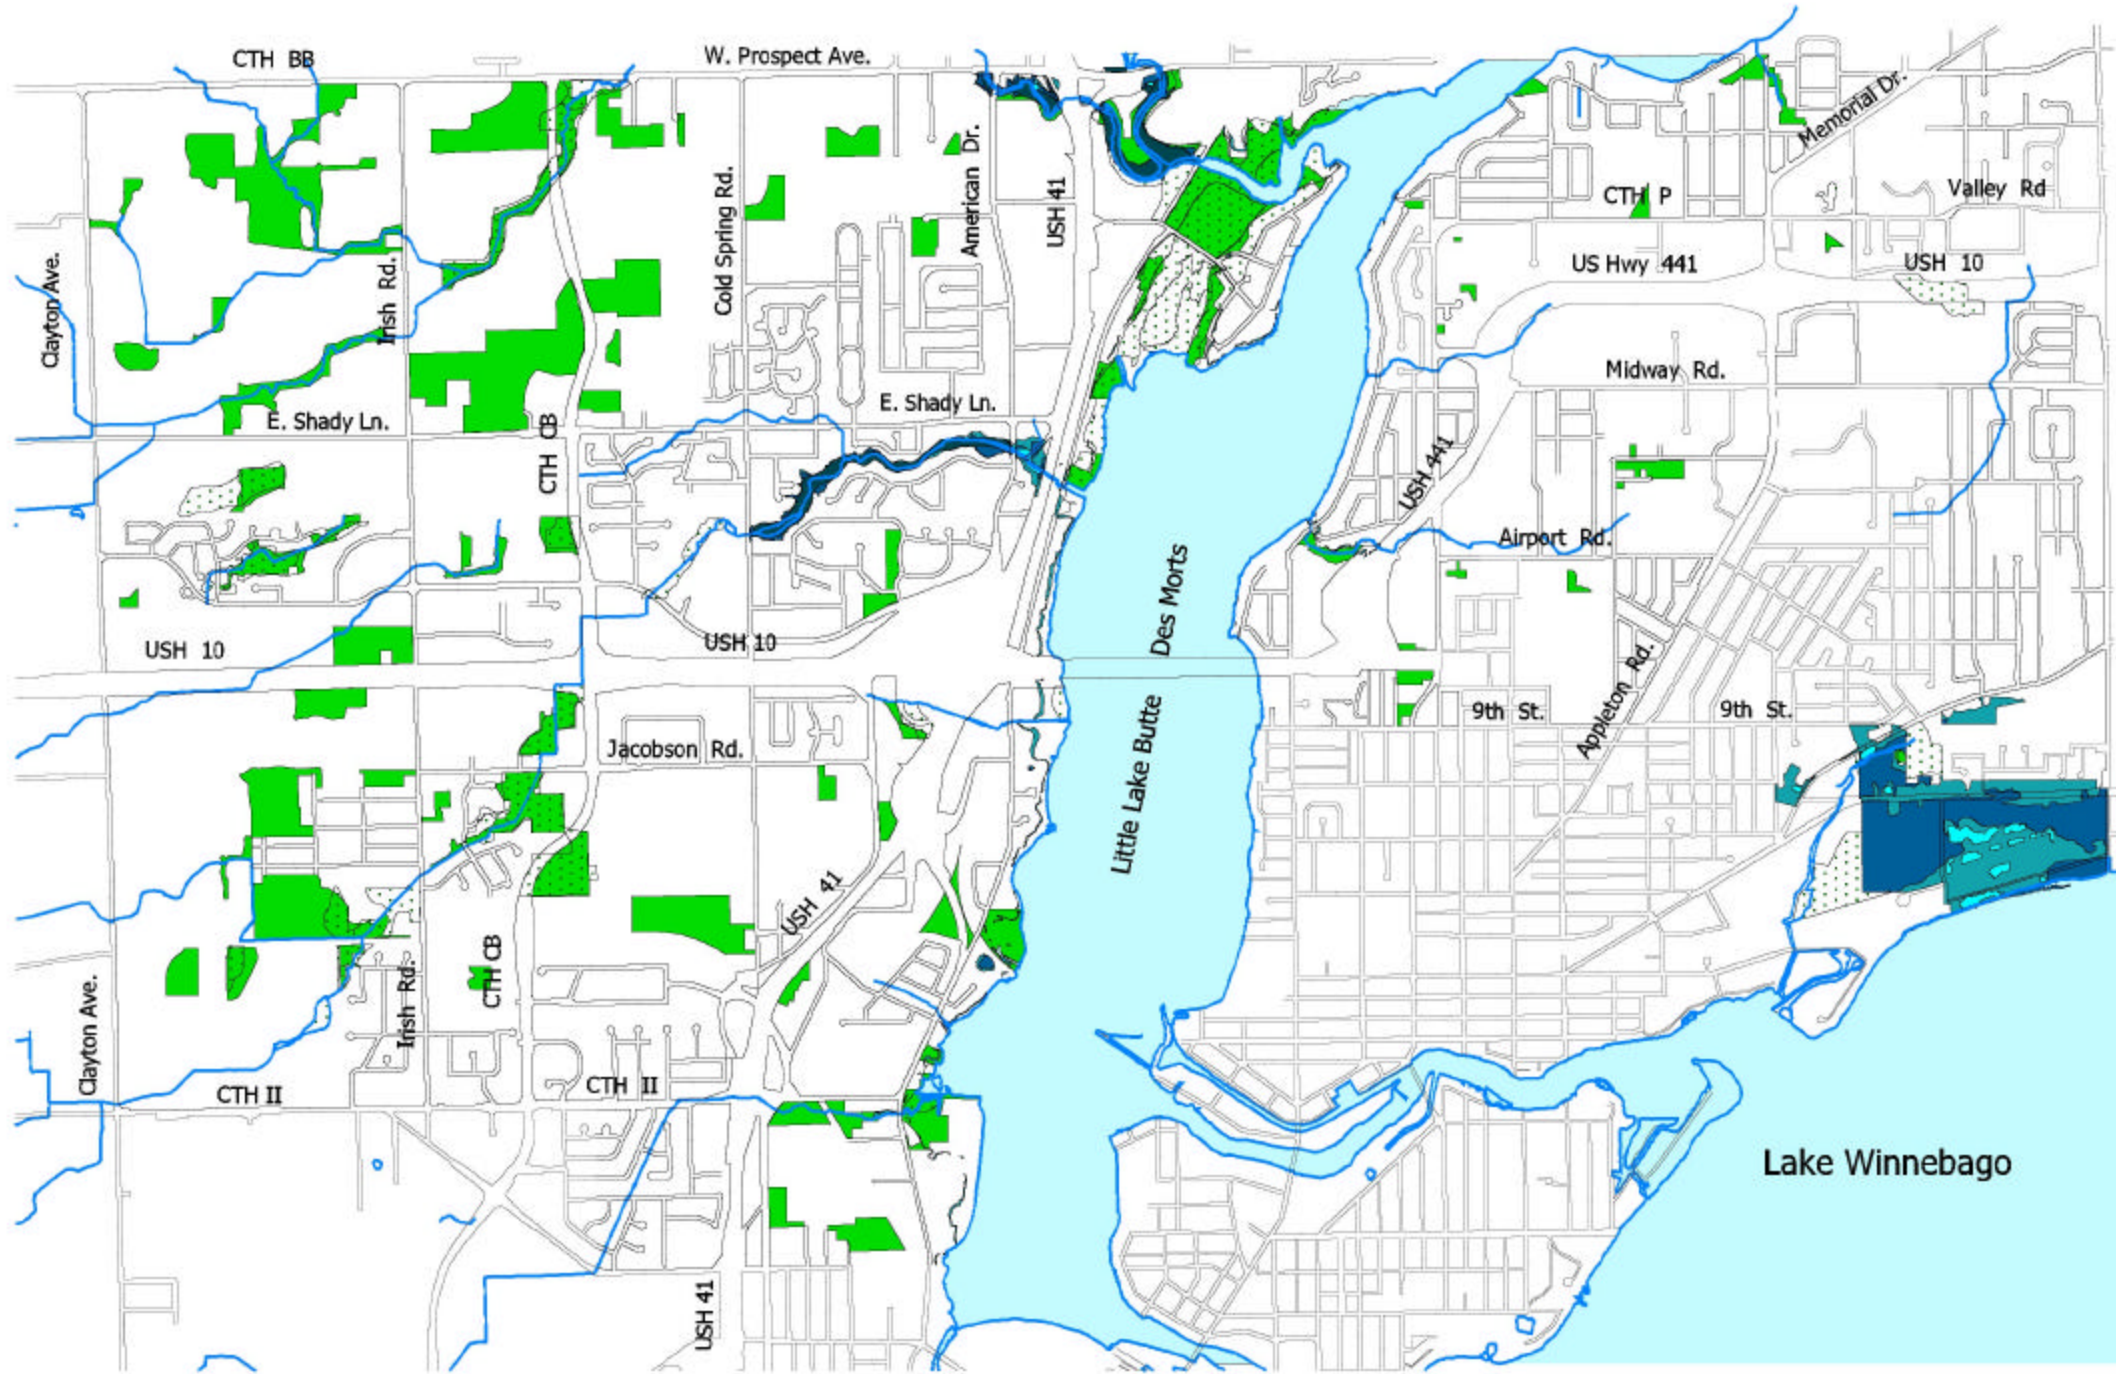 CTH BB
W. Prospect Ave.
Memorial Dr.
American Dr.
Cold Spring Rd.
USH 41
CTH P
Valley Rd
Clayton Ave.
Irish Rd.
US Hwy 441
USH 10
Midway Rd.
E. Shady Ln.
E. Shady Ln.
CTH CB
USH 441
Airport Rd.
Little Lake Butte Des Morts
USH 10
USH 10
Appleton Rd.
9th St.
9th St.
Jacobson Rd.
USH 41
Clayton Ave.
Irish Rd.
CTH CB
CTH II
CTH II
Lake Winnebago
USH 41